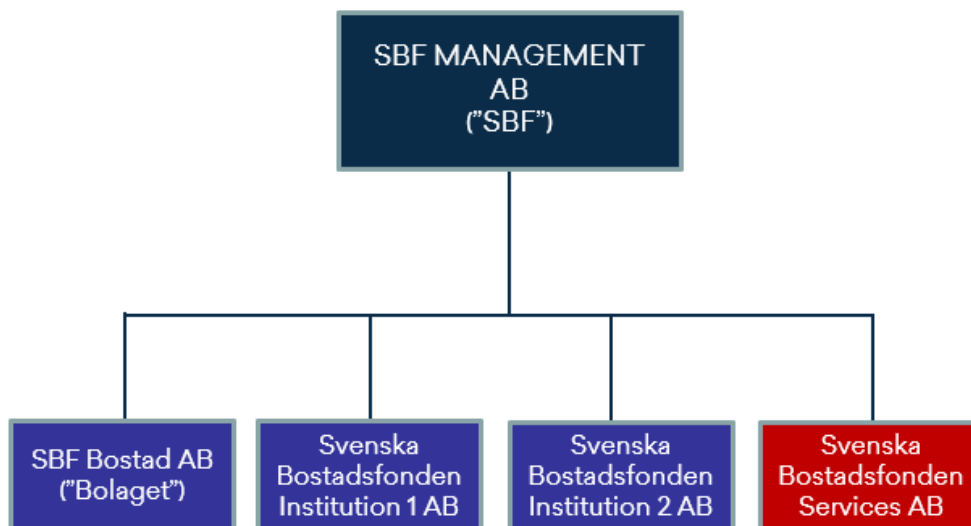 SBF MANAGEMENT
AB
(”SBF”)
SBF Bostad AB
(”Bolaget”)
Svenska
Bostadsfonden
Institution 1 AB
Svenska
Bostadsfonden
Institution 2 AB
Svenska
Bostadsfonden
Services AB